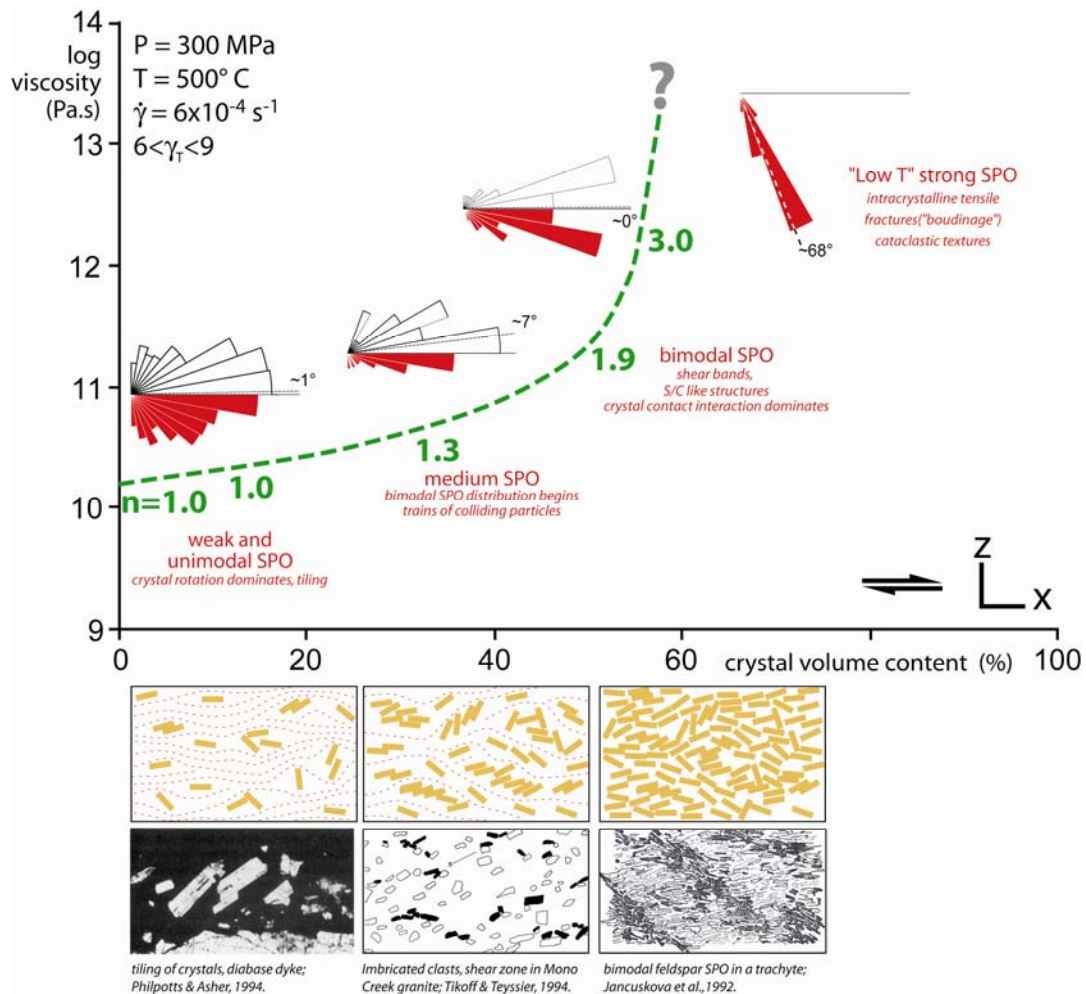 14
log
viscosity
(Pa.s)
13
12
11
10
9
P = 300 MPa
T = 500° C
γ̇ = 6x10⁻⁴ s⁻¹
6<γT<9
?
~0°
3.0
"Low T" strong SPO
intracrystalline tensile
fractures("boudinage")
cataclastic textures
~68°
~7°
~1°
1.9
bimodal SPO
shear bands,
S/C like structures
crystal contact interaction dominates
n=1.0
1.0
1.3
medium SPO
bimodal SPO distribution begins
trains of colliding particles
weak and
unimodal SPO
crystal rotation dominates, tiling
Z
X
0 20 40 60 crystal volume content (%) 100
tiling of crystals, diabase dyke;
Philpotts & Asher, 1994.
Imbricated clasts, shear zone in Mono
Creek granite; Tikoff & Teyssier, 1994.
bimodal feldspar SPO in a trachyte;
Jancuskova et al., 1992.